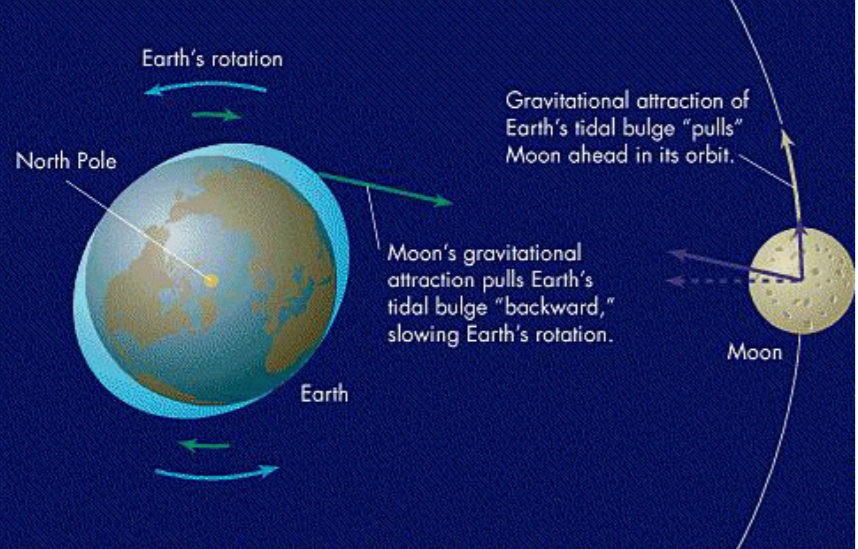 Earth's rotation
North Pole
Gravitational attraction of
Earth's tidal bulge "pulls"
Moon ahead in its orbit.
Moon's gravitational
attraction pulls Earth's
tidal bulge "backward,"
slowing Earth's rotation.
Moon
Earth